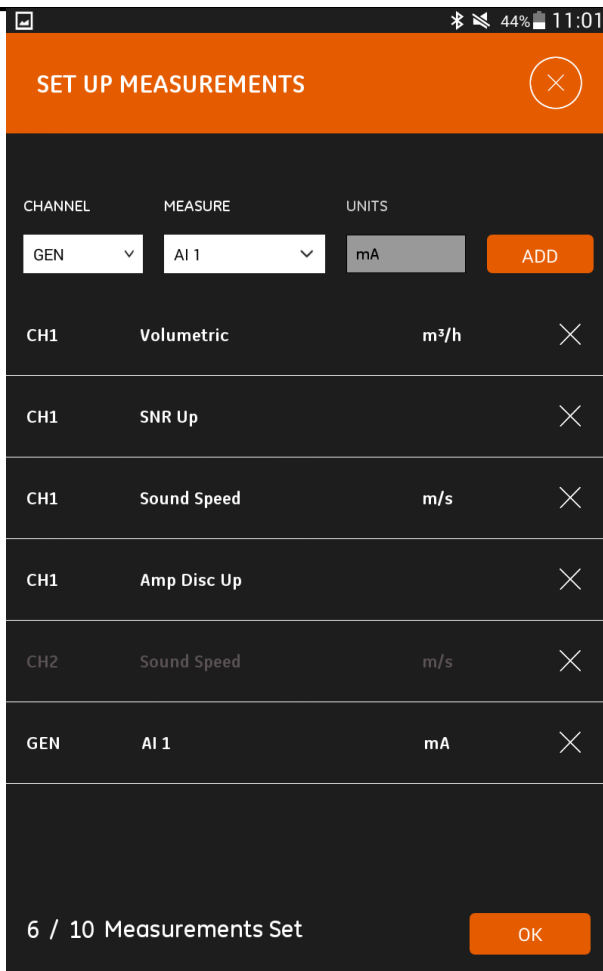 44% 11:01
SET UP MEASUREMENTS
CHANNEL MEASURE UNITS
GEN AI 1 mA ADD
CH1 Volumetric m³/h
CH1 SNR Up
CH1 Sound Speed m/s
CH1 Amp Disc Up
CH2 Sound Speed m/s
GEN AI 1 mA
6 / 10 Measurements Set OK